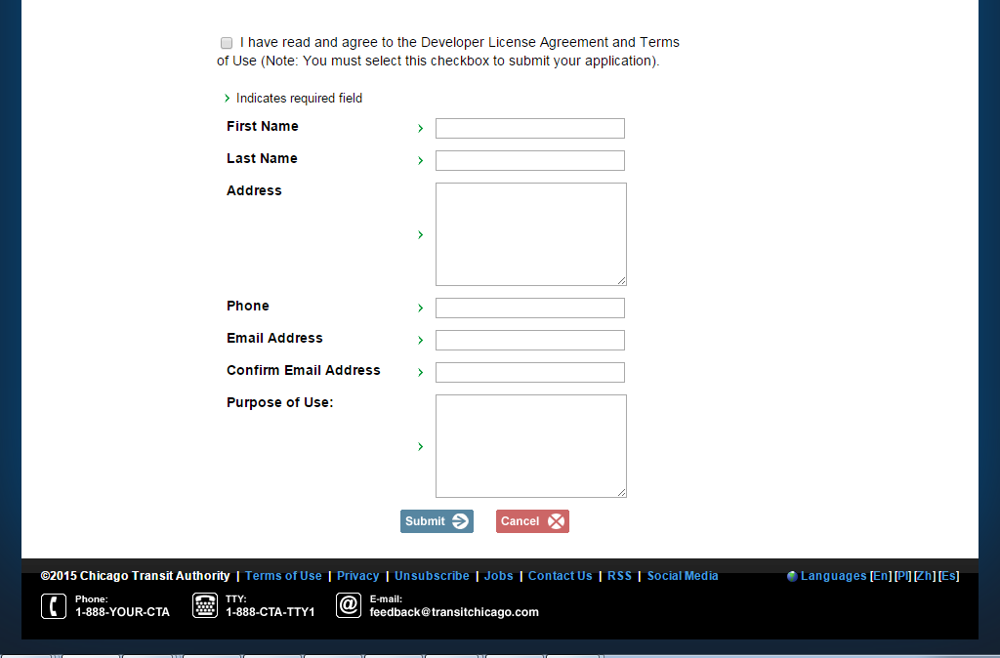 I have read and agree to the Developer License Agreement and Terms
of Use (Note: You must select this checkbox to submit your application).
Indicates required field
First Name
Last Name
Address
Phone
Email Address
Confirm Email Address
Purpose of Use:
Submit
Cancel
©2015 Chicago Transit Authority | Terms of Use | Privacy | Unsubscribe | Jobs | Contact Us | RSS | Social Media
Languages [En] [Pl] [Zh] [Es]
Phone:
1-888-YOUR-CTA
TTY:
1-888-CTA-TTY1
E-mail:
feedback@transitchicago.com